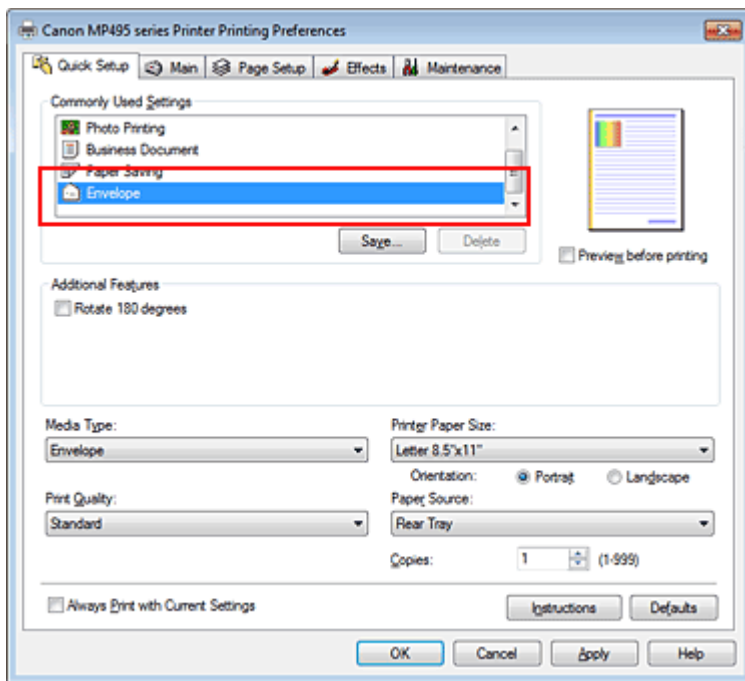 Canon MP495 series Printer Printing Preferences
Quick Setup Main Page Setup Effects Maintenance
Commonly Used Settings
Photo Printing
Business Document
Paper Saving
Envelope
Save... Delete
Preview before printing
Additional Features
Rotate 180 degrees
Media Type: Printer Paper Size:
Envelope Letter 8.5"x11"
Orientation: Portrait Landscape
Print Quality: Paper Source:
Standard Rear Tray
Copies: 1 (1-999)
Always Print with Current Settings Instructions Defaults
OK Cancel Apply Help